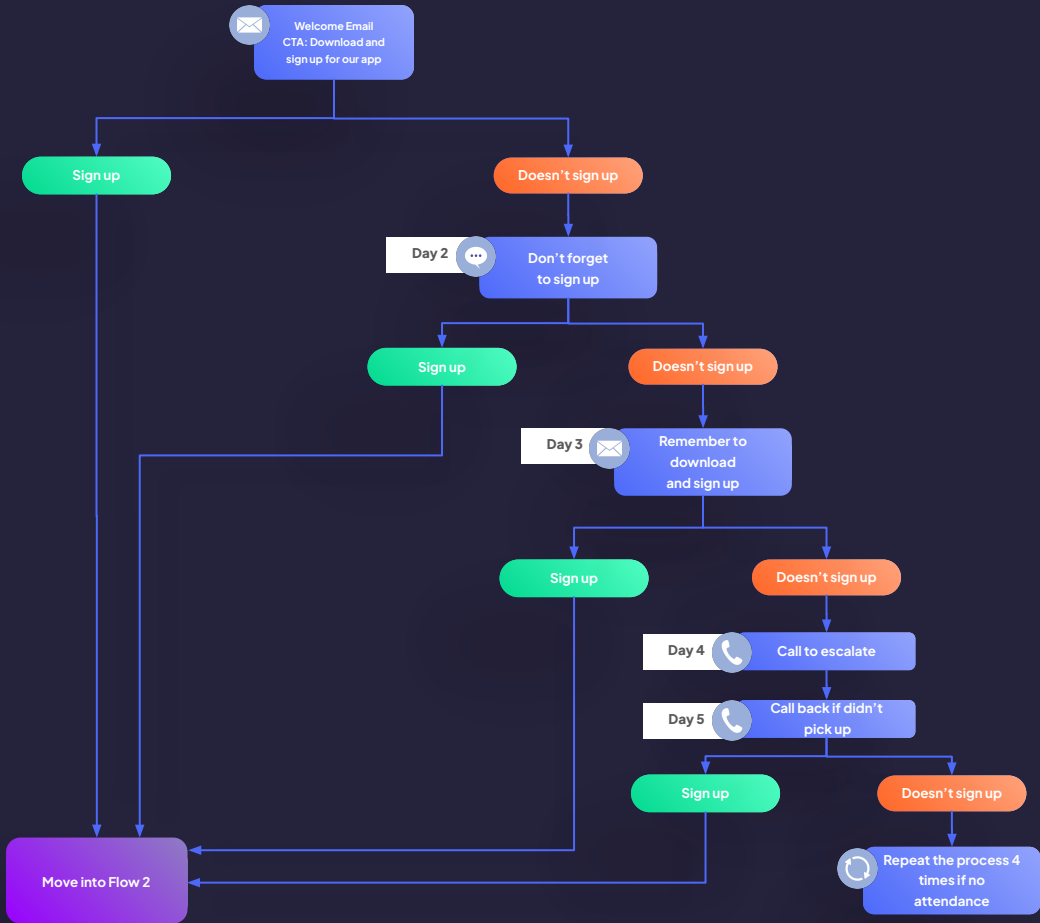 Welcome Email
CTA: Download and
sign up for our app
Sign up
Doesn't sign up
Day 2
Don't forget
to sign up
Sign up
Doesn't sign up
Day 3
Remember to
download
and sign up
Sign up
Doesn't sign up
Day 4
Call to escalate
Day 5
Call back if didn't
pick up
Sign up
Doesn't sign up
Move into Flow 2
Repeat the process 4
times if no
attendance